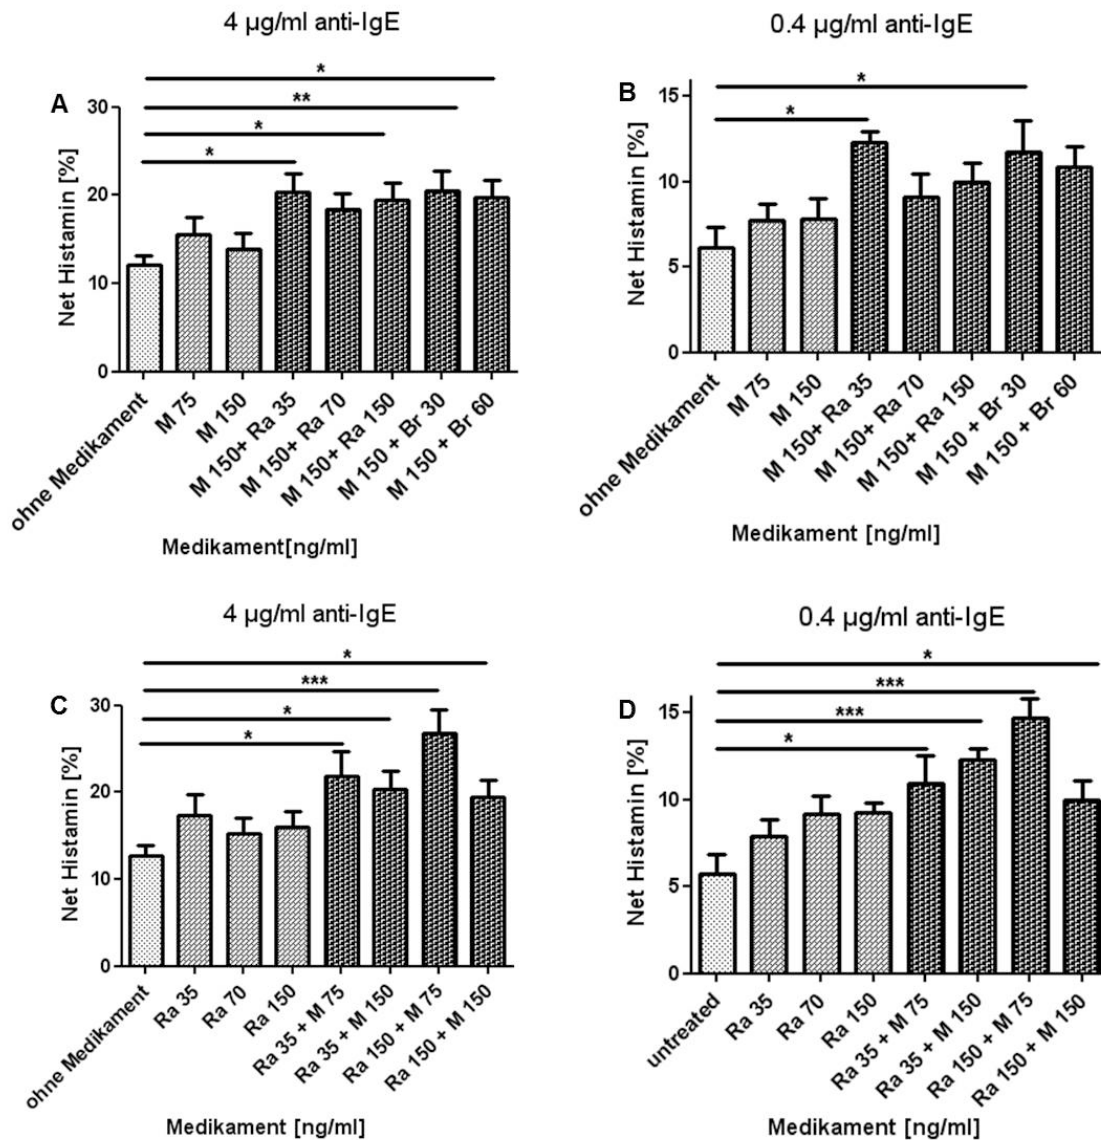 4 µg/ml anti-IgE
A
*
**
*
*
Net Histamin [%]
30
20
10
0
ohne Medikament
M 75
M 150
M 150+ Ra 35
M 150+ Ra 70
M 150+ Ra 150
M 150 + Br 30
M 150 + Br 60
Medikament[ng/ml]
0.4 µg/ml anti-IgE
B
*
*
Net Histamin [%]
15
10
5
0
ohne Medikament
M 75
M 150
M 150+ Ra 35
M 150+ Ra 70
M 150+ Ra 150
M 150 + Br 30
M 150 + Br 60
Medikament [ng/ml]
4 µg/ml anti-IgE
C
*
***
*
*
Net Histamin [%]
30
20
10
0
ohne Medikament
Ra 35
Ra 70
Ra 150
Ra 35 + M 75
Ra 35 + M 150
Ra 150 + M 75
Ra 150 + M 150
Medikament [ng/ml]
0.4 µg/ml anti-IgE
D
*
***
***
*
Net Histamin [%]
15
10
5
0
untreated
Ra 35
Ra 70
Ra 150
Ra 35 + M 75
Ra 35 + M 150
Ra 150 + M 75
Ra 150 + M 150
Medikament [ng/ml]